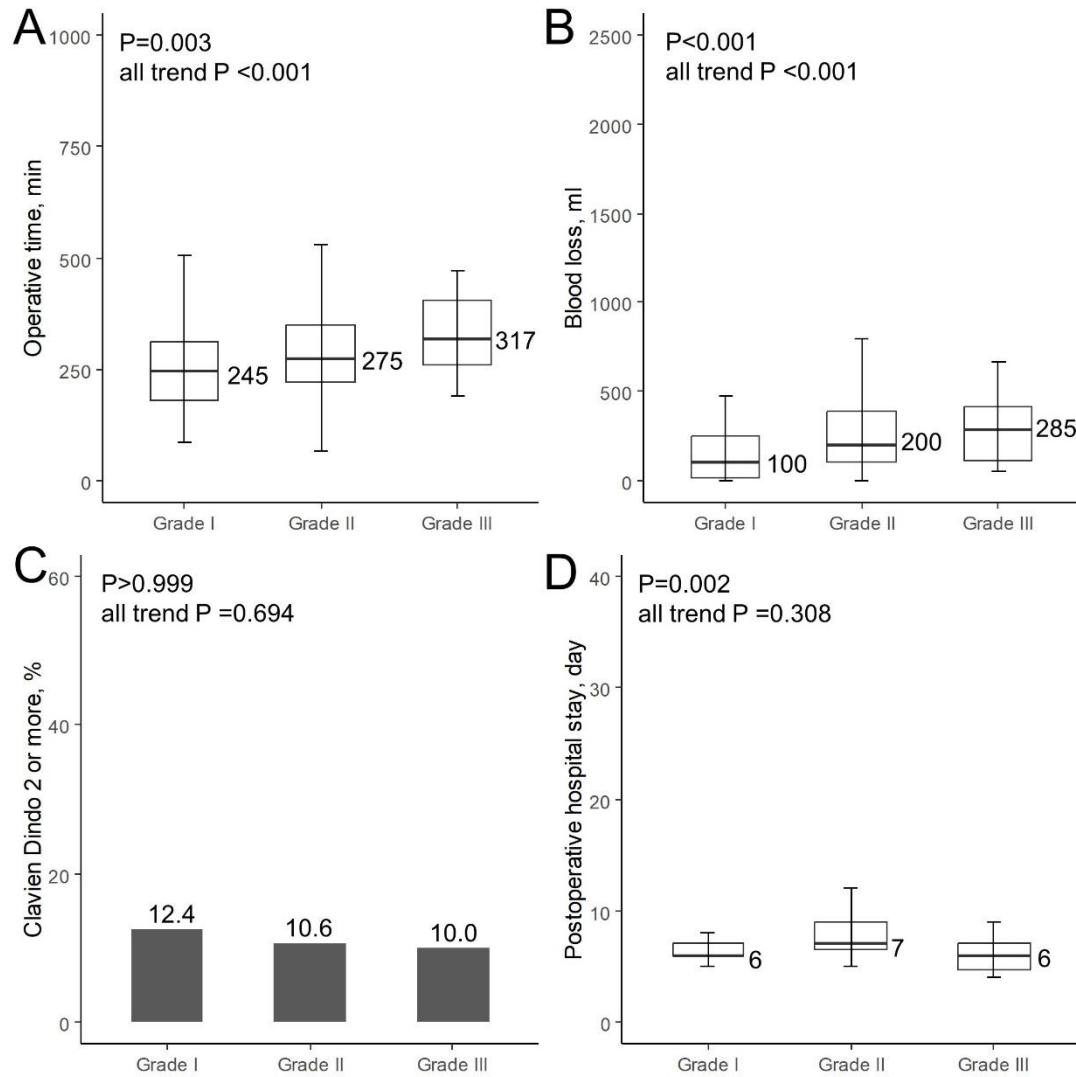 A
P=0.003
all trend P <0.001
Operative time, min
1000
750
500
250
0
245
275
317
Grade I
Grade II
Grade III
B
P<0.001
all trend P <0.001
Blood loss, ml
2500
2000
1500
1000
500
0
100
200
285
Grade I
Grade II
Grade III
C
P>0.999
all trend P =0.694
Clavien Dindo 2 or more, %
60
40
20
0
12.4
10.6
10.0
Grade I
Grade II
Grade III
D
P=0.002
all trend P =0.308
Postoperative hospital stay, day
40
30
20
10
0
6
7
6
Grade I
Grade II
Grade III